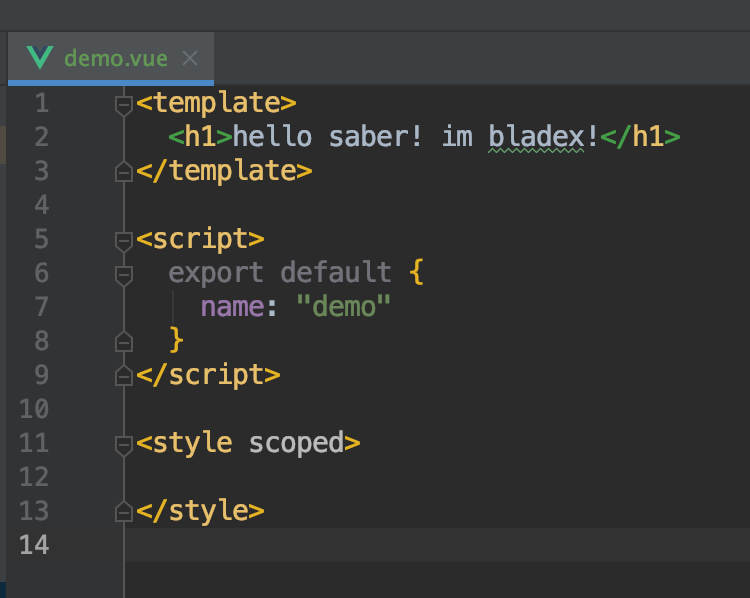 demo.vue
1 <template>
2   <h1>hello saber! im bladex!</h1>
3 </template>
4
5 <script>
6   export default {
7     name: "demo"
8   }
9 </script>
10
11 <style scoped>
12
13 </style>
14